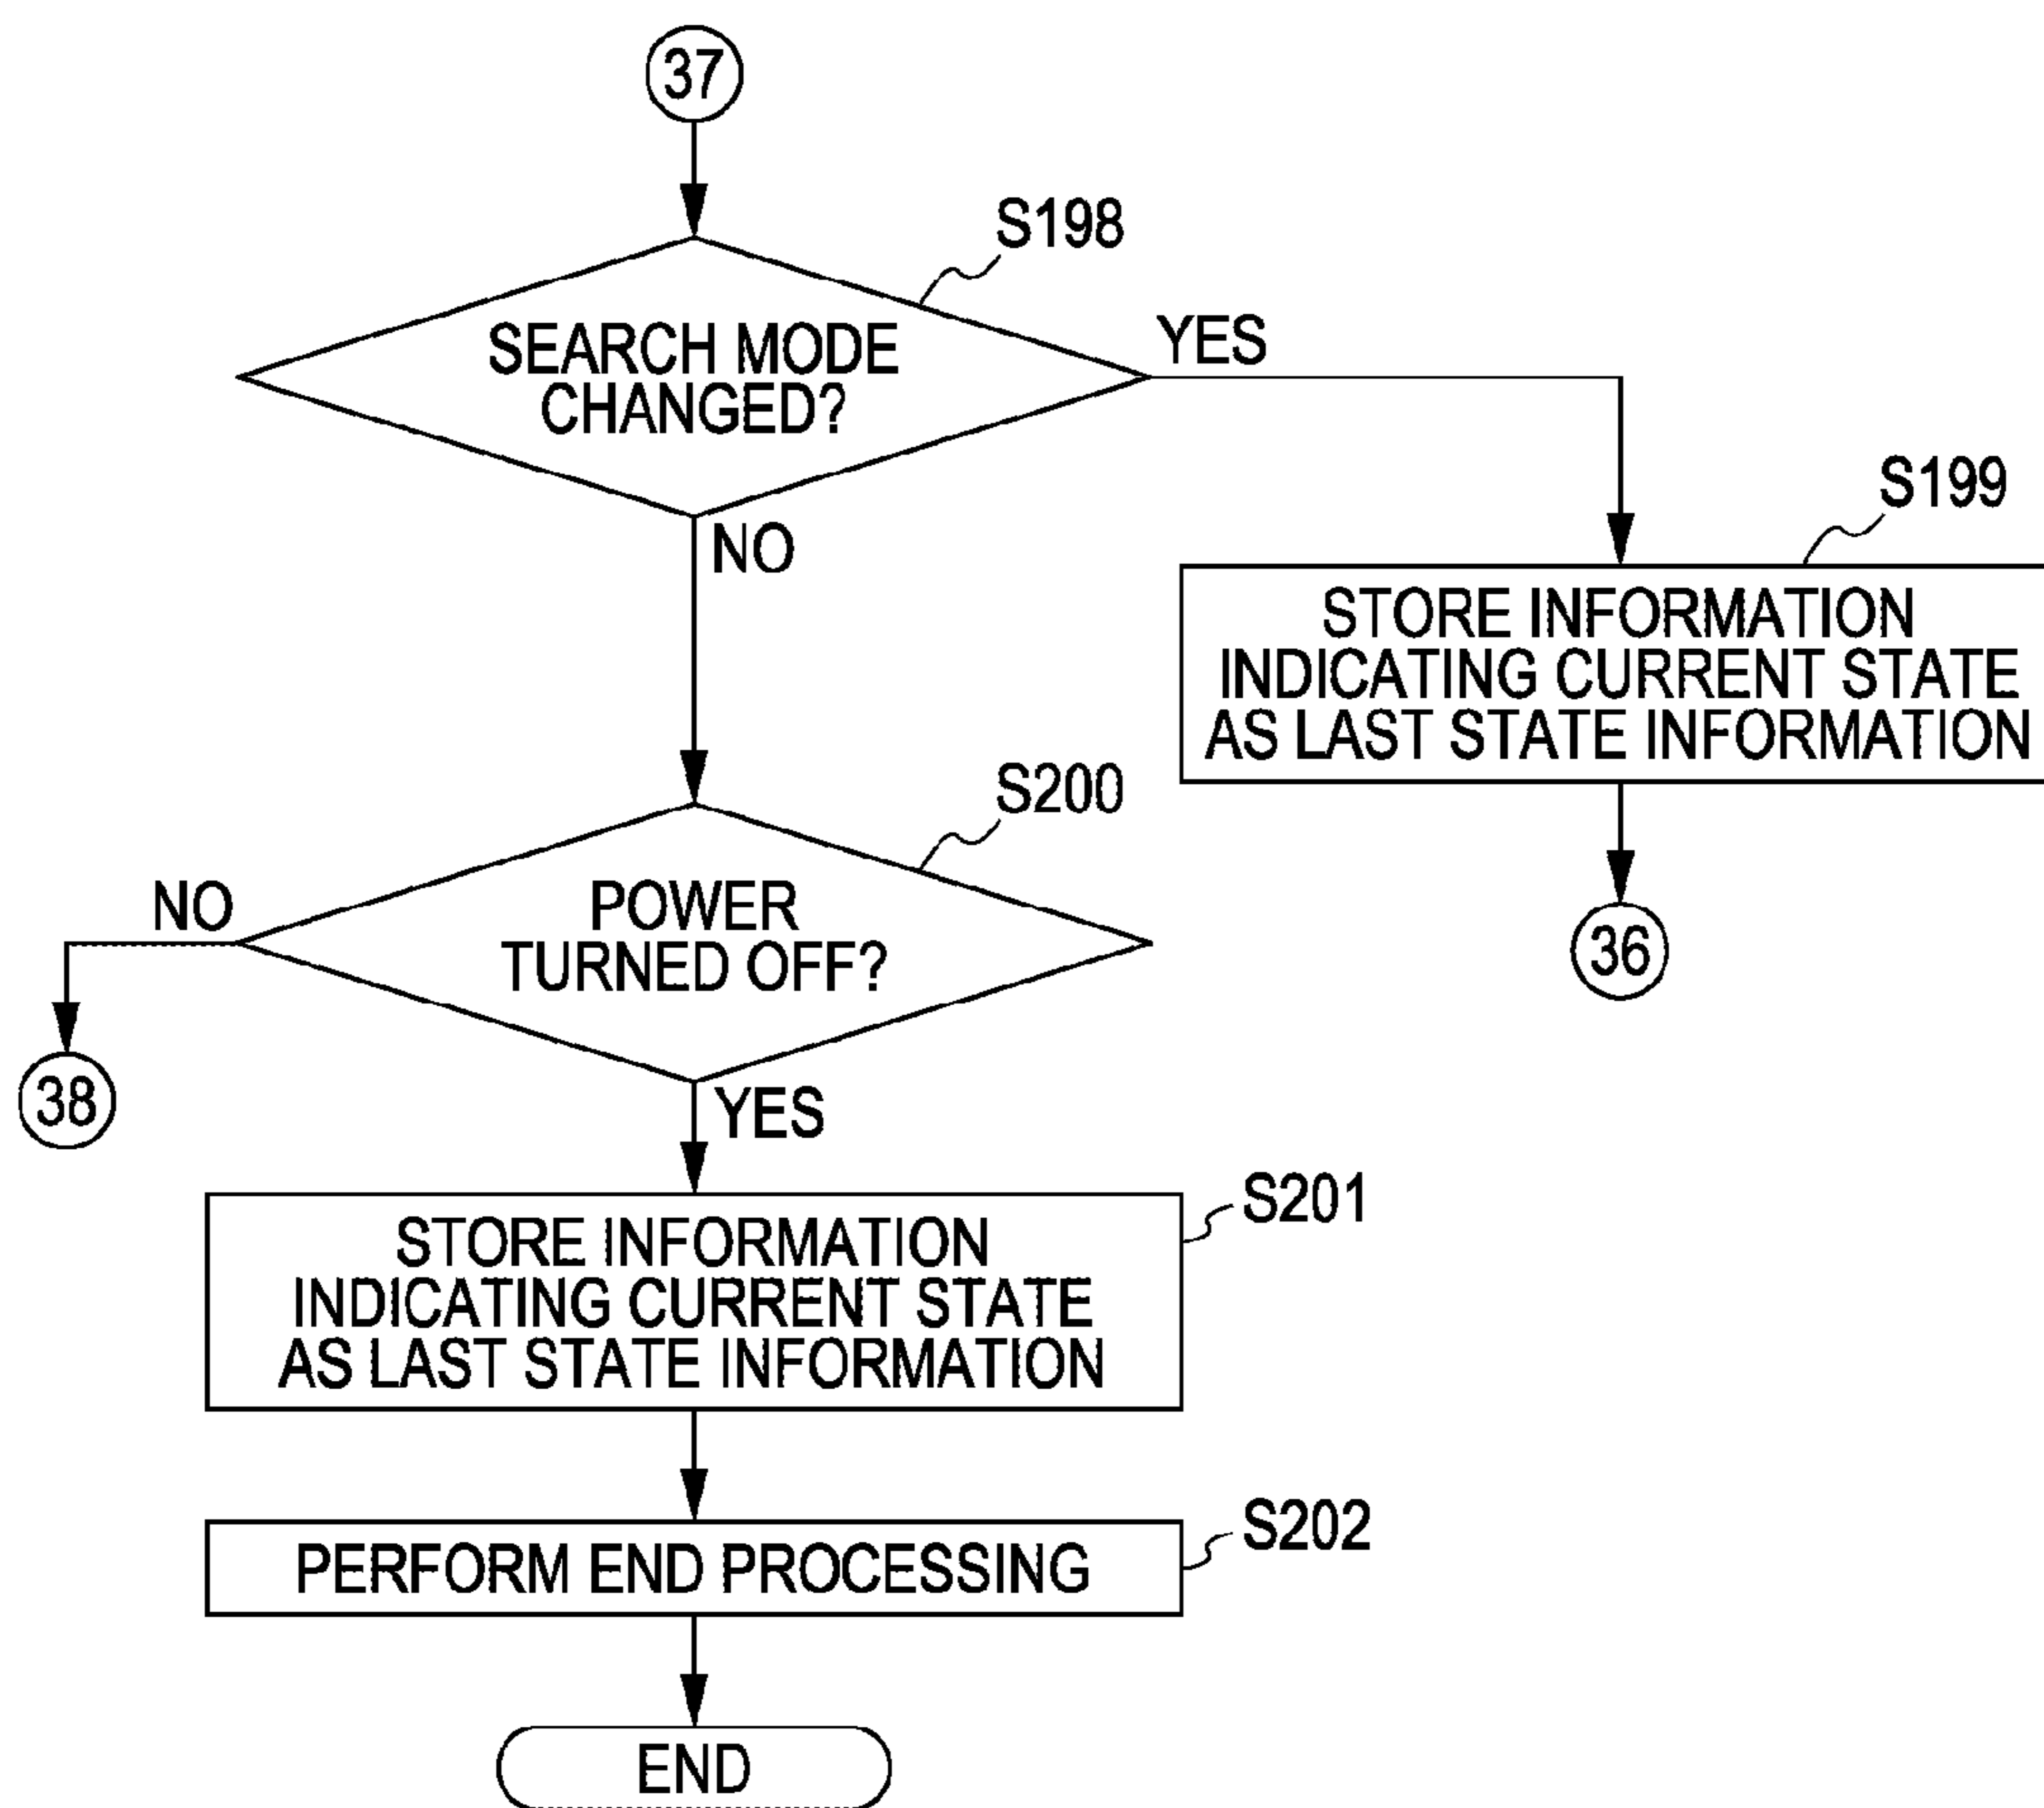 37
S198
SEARCH MODE
CHANGED?
YES
NO
S199
STORE INFORMATION
INDICATING CURRENT STATE
AS LAST STATE INFORMATION
36
S200
POWER
TURNED OFF?
NO
38
YES
S201
STORE INFORMATION
INDICATING CURRENT STATE
AS LAST STATE INFORMATION
S202
PERFORM END PROCESSING
END